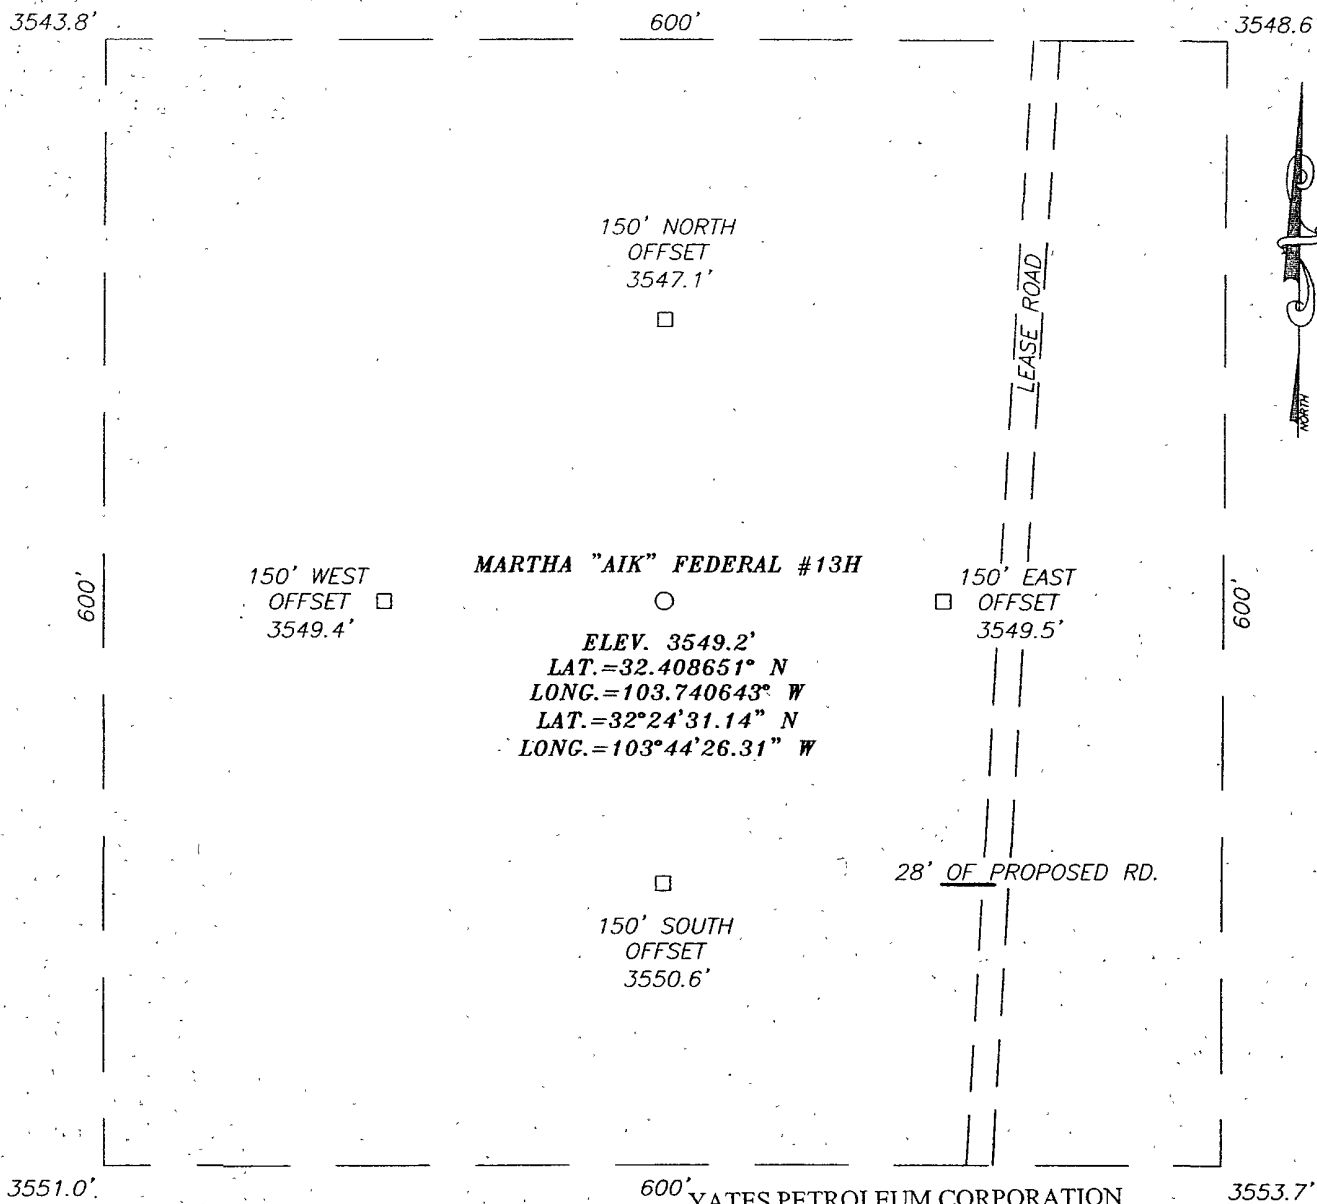 3543.8'
600'
3548.6
150' NORTH
OFFSET
3547.1'
LEASE ROAD
NORTH
600'
150' WEST
OFFSET
3549.4'
MARTHA "AIK" FEDERAL #13H
ELEV. 3549.2'
LAT.=32.408651° N
LONG.=103.740643° W
LAT.=32°24'31.14" N
LONG.=103°44'26.31" W
150' EAST
OFFSET
3549.5'
600'
28' OF PROPOSED RD.
150' SOUTH
OFFSET
3550.6'
3551.0'
600'
YATES PETROLEUM CORPORATION
3553.7'